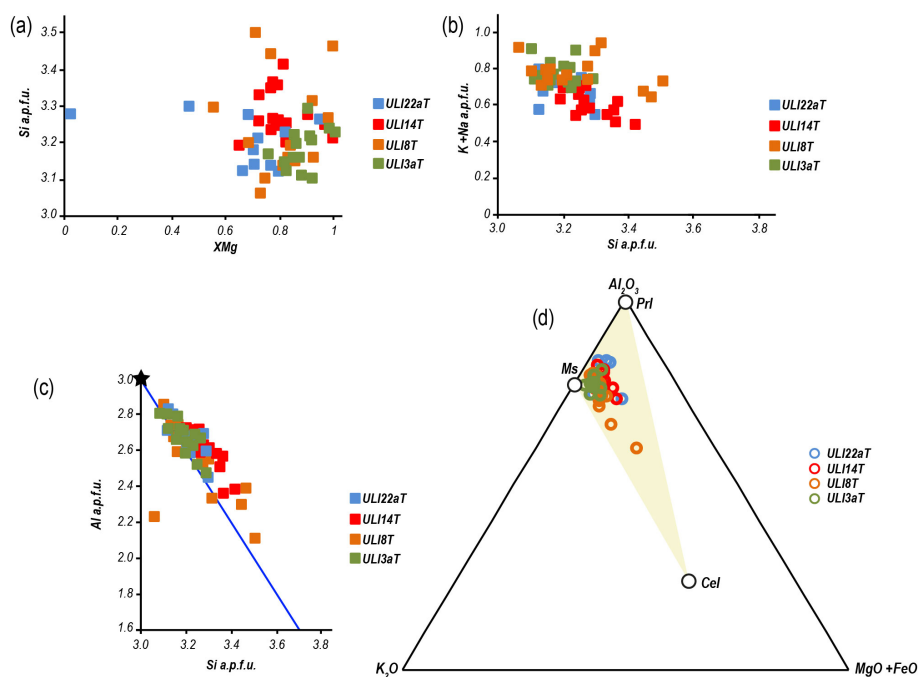 (a)
Si a.p.f.u.
3.5
3.4
3.3
3.2
3.1
3.0
0
0.2
0.4
0.6
0.8
1
XMg
ULI22aT
ULI14T
ULI8T
ULI3aT
(b)
K +Na a.p.f.u.
1.0
0.8
0.6
0.4
0.2
0
3.0
3.2
3.4
3.6
3.8
Si a.p.f.u.
ULI22aT
ULI14T
ULI8T
ULI3aT
(c)
Al a.p.f.u.
3.0
2.8
2.6
2.4
2.2
2.0
1.8
1.6
3.0
3.2
3.4
3.6
3.8
Si a.p.f.u.
ULI22aT
ULI14T
ULI8T
ULI3aT
(d)
Al2O3
Prl
Ms
Cel
K2O
MgO +FeO
ULI22aT
ULI14T
ULI8T
ULI3aT